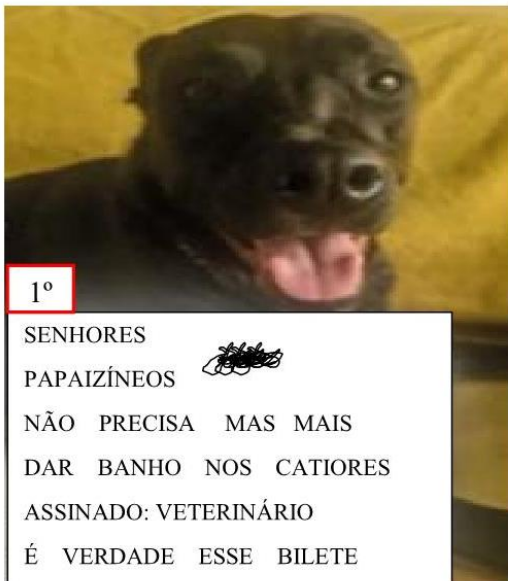 1º
SENHORES
PAPAIZÍNEOS
NÃO PRECISA MAS MAIS
DAR BANHO NOS CATIORES
ASSINADO: VETERINÁRIO
É VERDADE ESSE BILETE